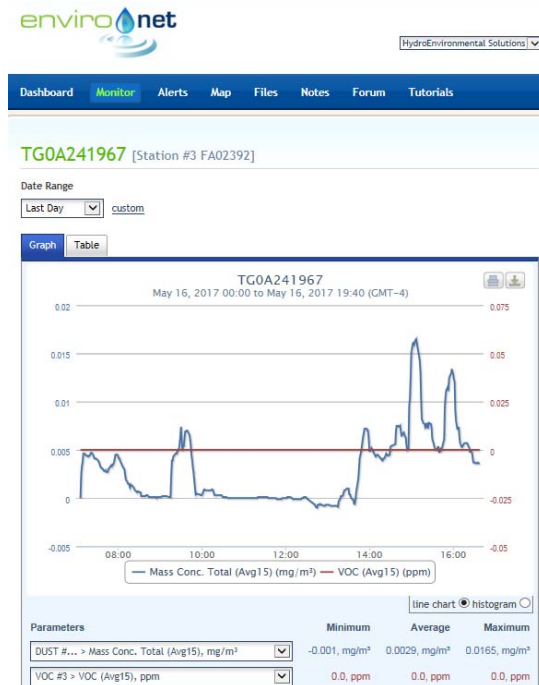 enviro net
HydroEnvironmental Solutions
Dashboard Monitor Alerts Map Files Notes Forum Tutorials
TG0A241967 [Station #3 FA02392]
Date Range
Last Day custom
Graph Table
TG0A241967
May 16, 2017 00:00 to May 16, 2017 19:40 (GMT-4)
0.02 0.075
0.015 0.05
0.01 0.025
0.005 0
0 -0.025
-0.005 -0.05
08:00 10:00 12:00 14:00 16:00
Mass Conc. Total (Avg15) (mg/m³) VOC (Avg15) (ppm)
line chart histogram
Parameters Minimum Average Maximum
DUST #... > Mass Conc. Total (Avg15), mg/m³ -0.001, mg/m³ 0.0029, mg/m³ 0.0165, mg/m³
VOC #3 > VOC (Avg15), ppm 0.0, ppm 0.0, ppm 0.0, ppm